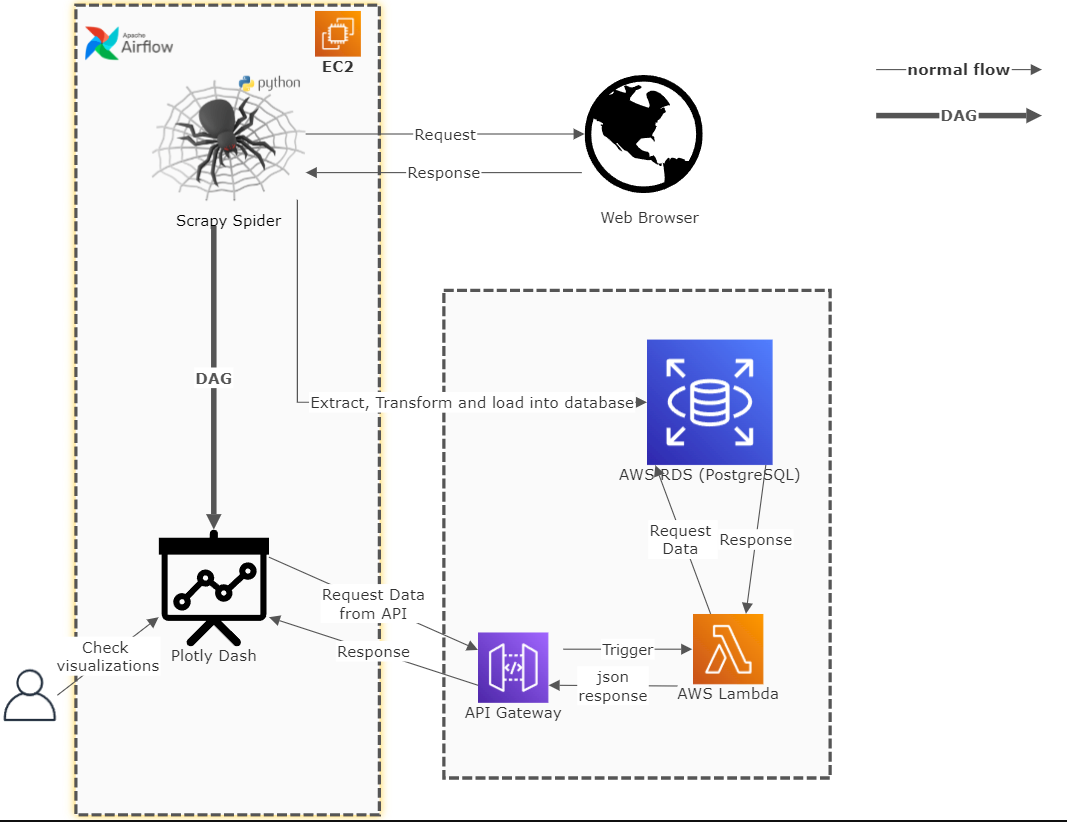 Apache
Airflow
EC2
python
Scrapy Spider
Request
Response
Web Browser
normal flow
DAG
DAG
Extract, Transform and load into database
AWS RDS (PostgreSQL)
Request
Data
Response
Request Data
from API
Response
Trigger
json
response
API Gateway
AWS Lambda
Plotly Dash
Check
visualizations